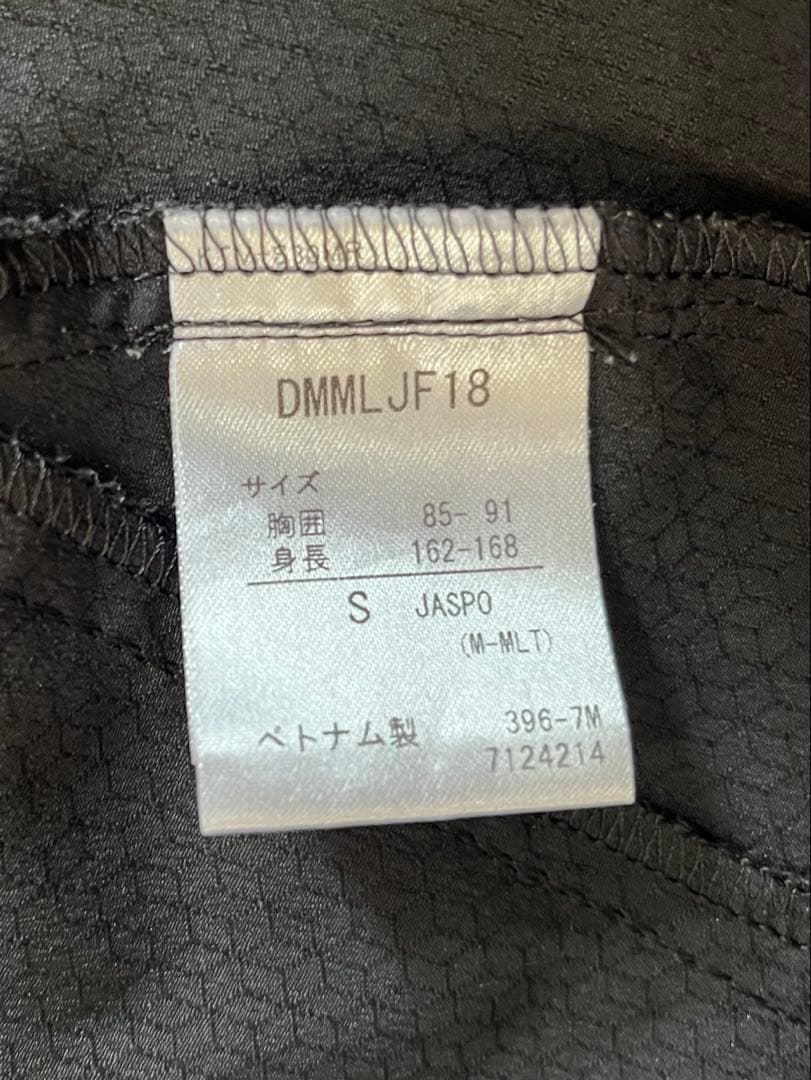 DMMLJF18
サイズ
胸囲 85- 91
身長 162-168
S JASPO
(M-MLT)
ベトナム製 396-7M
7124214